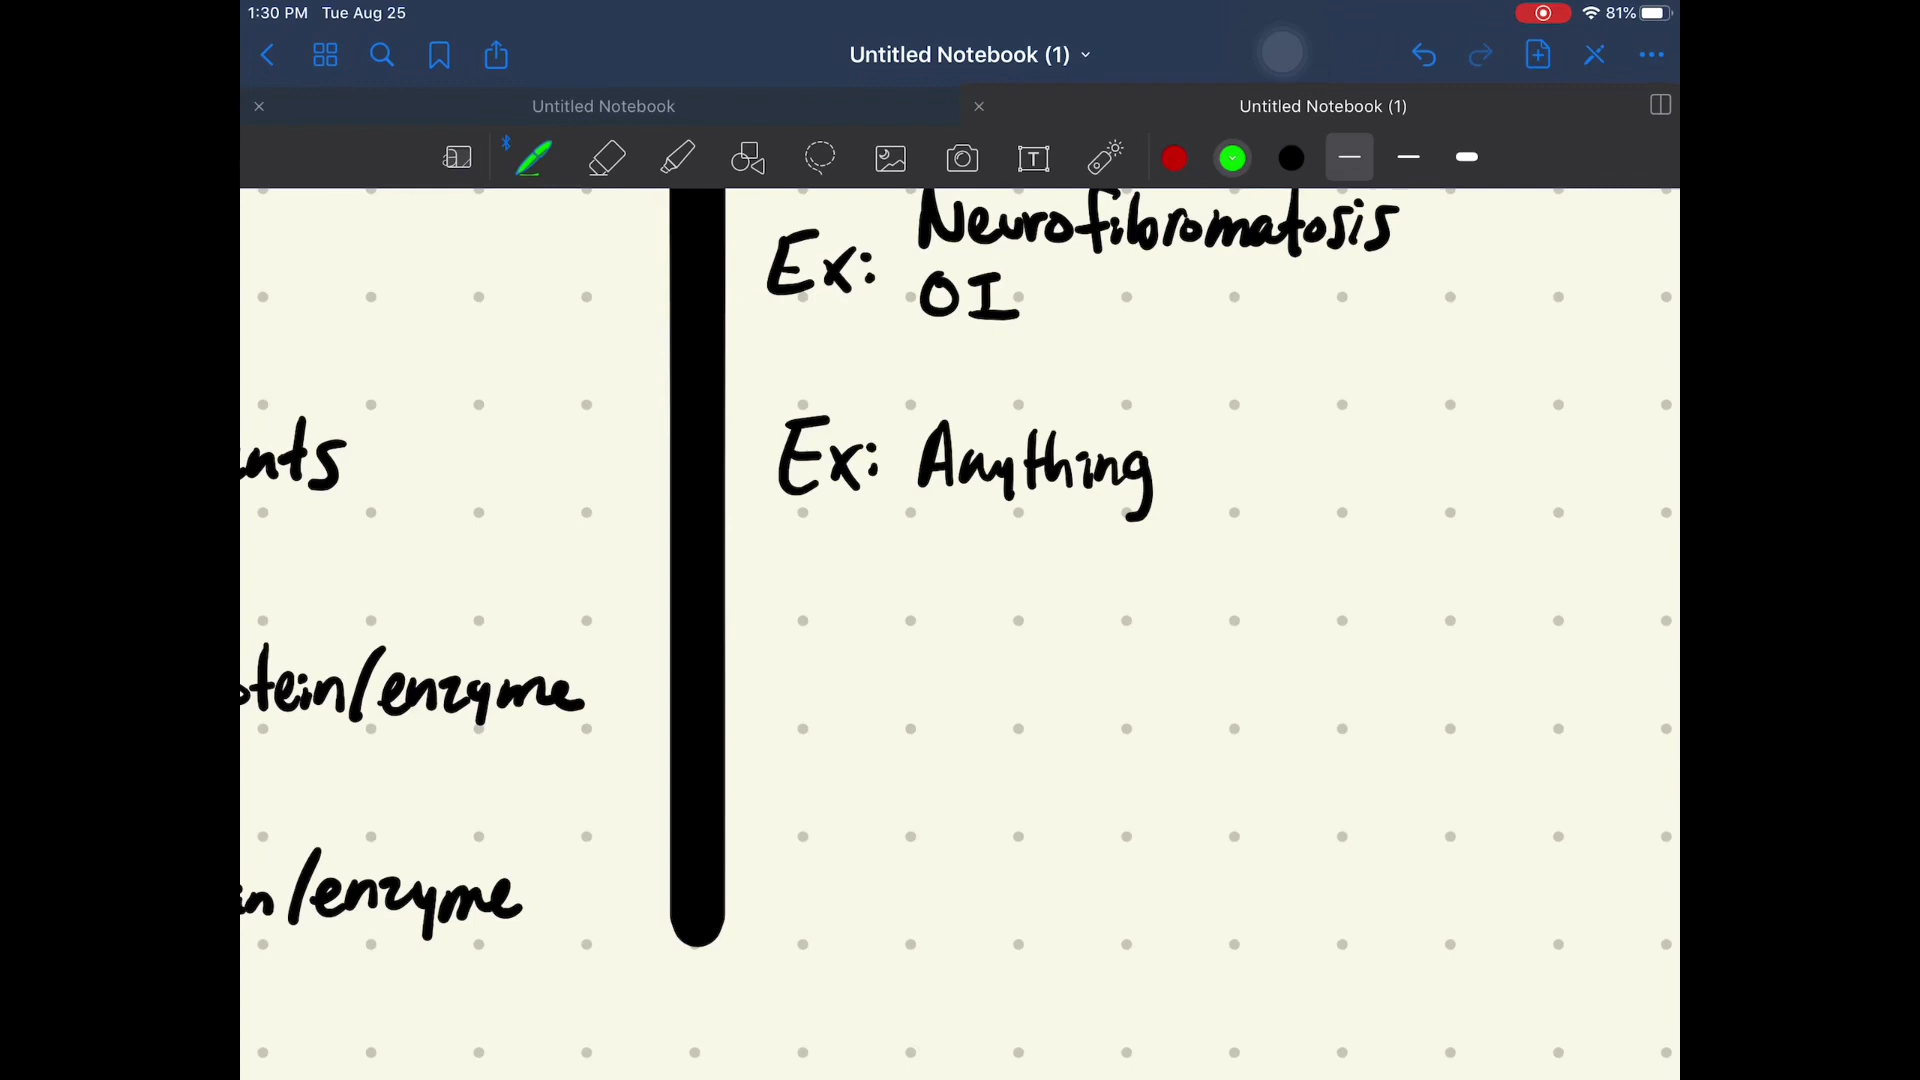 1:30 PM Tue Aug 25
81%
Untitled Notebook (1)
Untitled Notebook
Untitled Notebook (1)
T
Neurofibromatosis
Ex:
OI
nts
Ex: Anything
tein/enzyme
n/enzyme